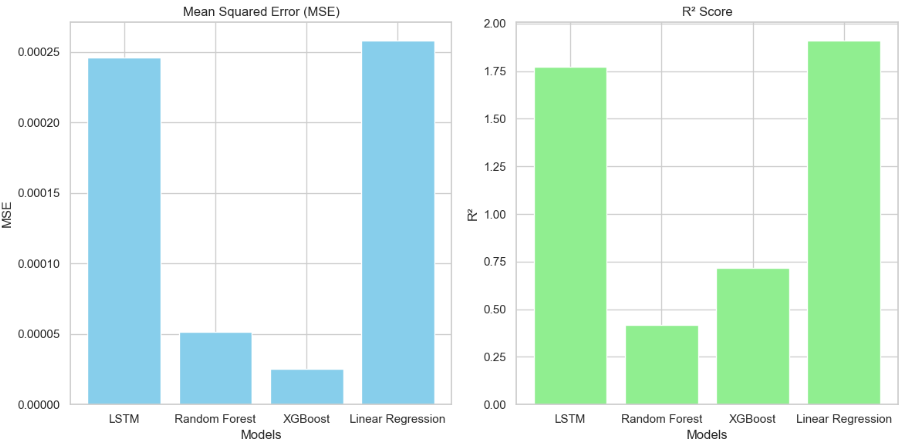 Mean Squared Error (MSE)
MSE
0.00025
0.00020
0.00015
0.00010
0.00005
0.00000
LSTM Random Forest XGBoost Linear Regression
Models
R² Score
R²
2.00
1.75
1.50
1.25
1.00
0.75
0.50
0.25
0.00
LSTM Random Forest XGBoost Linear Regression
Models